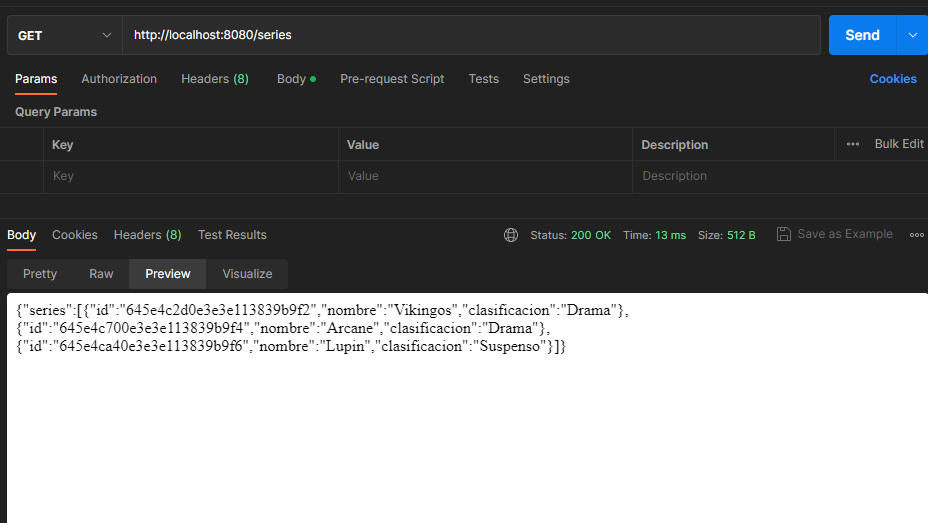 GET http://localhost:8080/series Send
Params Authorization Headers (8) Body Pre-request Script Tests Settings Cookies
Query Params
Key Value Description ••• Bulk Edit
Key Value Description
Body Cookies Headers (8) Test Results Status: 200 OK Time: 13 ms Size: 512 B Save as Example
Pretty Raw Preview Visualize
{"series":[{"id":"645e4c2d0e3e3e113839b9f2","nombre":"Vikingos","clasificacion":"Drama"},
{"id":"645e4c700e3e3e113839b9f4","nombre":"Arcane","clasificacion":"Drama"},
{"id":"645e4ca40e3e3e113839b9f6","nombre":"Lupin","clasificacion":"Suspenso"}]}